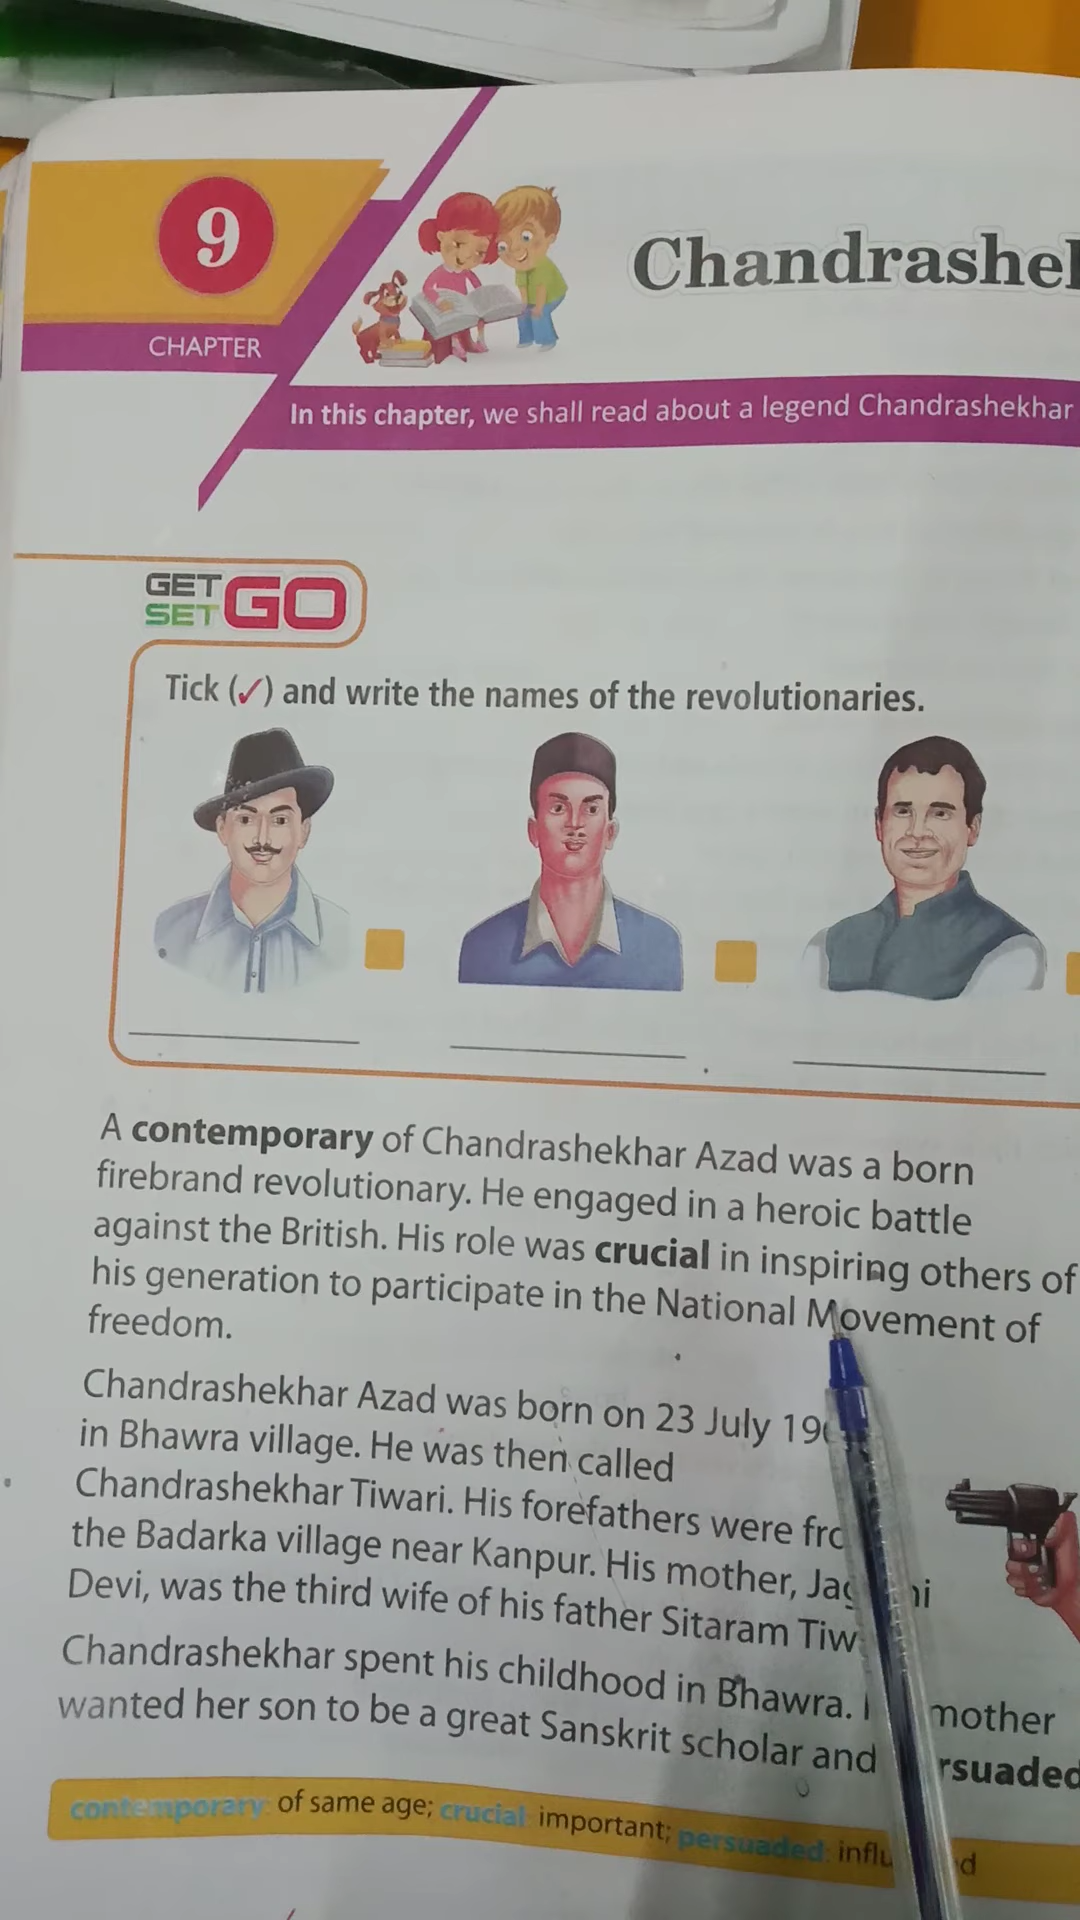 9
CHAPTER
In this chapter, we shall read about a legend Chandrashekhar
GET
SET GO
Tick (✓) and write the names of the revolutionaries.
A contemporary of Chandrashekhar Azad was a born
firebrand revolutionary. He engaged in a heroic battle
against the British. His role was crucial in inspiring others of
his generation to participate in the National Movement of
freedom.
Chandrashekhar Azad was born on 23 July
in Bhawra village. He was then called
Chandrashekhar Tiwari. His forefathers were
the Badarka village near Kanpur. His mother,
Devi, was the third wife of his father Sitaram
Chandrashekhar spent his childhood in Bhawra. mother
wanted her son to be a great Sanskrit scholar and
contemporary: of same age; crucial: important; persuaded: